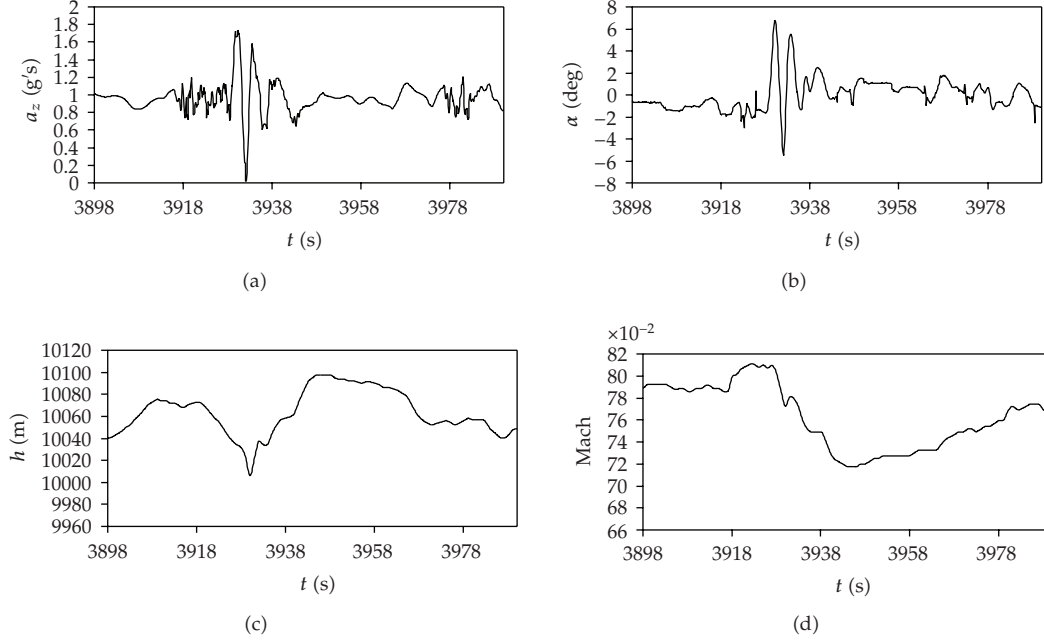 2
1.8
1.6
1.4
1.2
1
0.8
0.6
0.4
0.2
0
a_z (g's)
3898 3918 3938 3958 3978
t (s)
(a)
8
6
4
2
0
−2
−4
−6
−8
α (deg)
3898 3918 3938 3958 3978
t (s)
(b)
10120
10100
10080
10060
10040
10020
10000
9980
9960
h (m)
3898 3918 3938 3958 3978
t (s)
(c)
×10⁻²
82
80
78
76
74
72
70
68
66
Mach
3898 3918 3938 3958 3978
t (s)
(d)